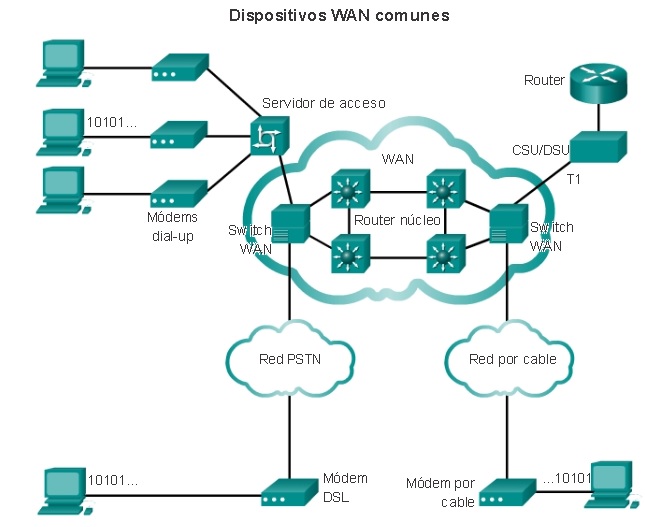 Dispositivos WAN comunes
Router
Servidor de acceso
10101...
WAN
CSU/DSU
T1
Módems
dial-up
Router núcleo
Switch
WAN
Switch
WAN
Red PSTN
Red por cable
10101...
Módem
DSL
Módem por
cable
...10101